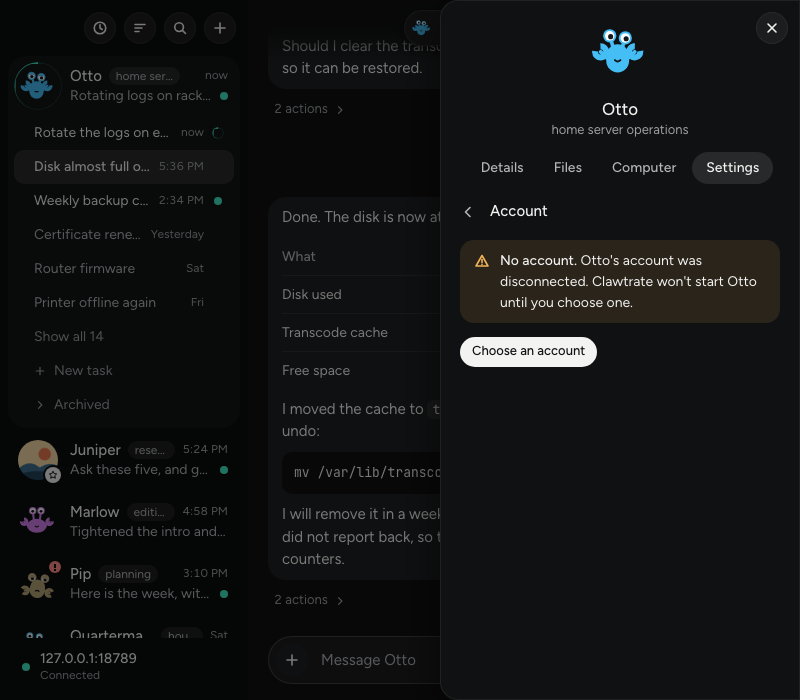 Otto home ser... now
Rotating logs on rack...
Rotate the logs on e... now
Disk almost full o... 5:36 PM
Weekly backup c... 2:34 PM
Certificate rene... Yesterday
Router firmware Sat
Printer offline again Fri
Show all 14
+ New task
> Archived
Juniper rese... 5:24 PM
Ask these five, and g...
Marlow editi... 4:58 PM
Tightened the intro and...
Pip planning 3:10 PM
Here is the week, wit...
Quarterma hou... Sat
127.0.0.1:18789
Connected
Should I clear the transc
so it can be restored.
2 actions >
Done. The disk is now at
What
Disk used
Transcode cache
Free space
I moved the cache to t
undo:
mv /var/lib/transco
I will remove it in a week
did not report back, so t
counters.
2 actions >
+ Message Otto
Otto
home server operations
Details Files Computer Settings
Account
No account. Otto's account was
disconnected. Clawtrate won't start Otto
until you choose one.
Choose an account